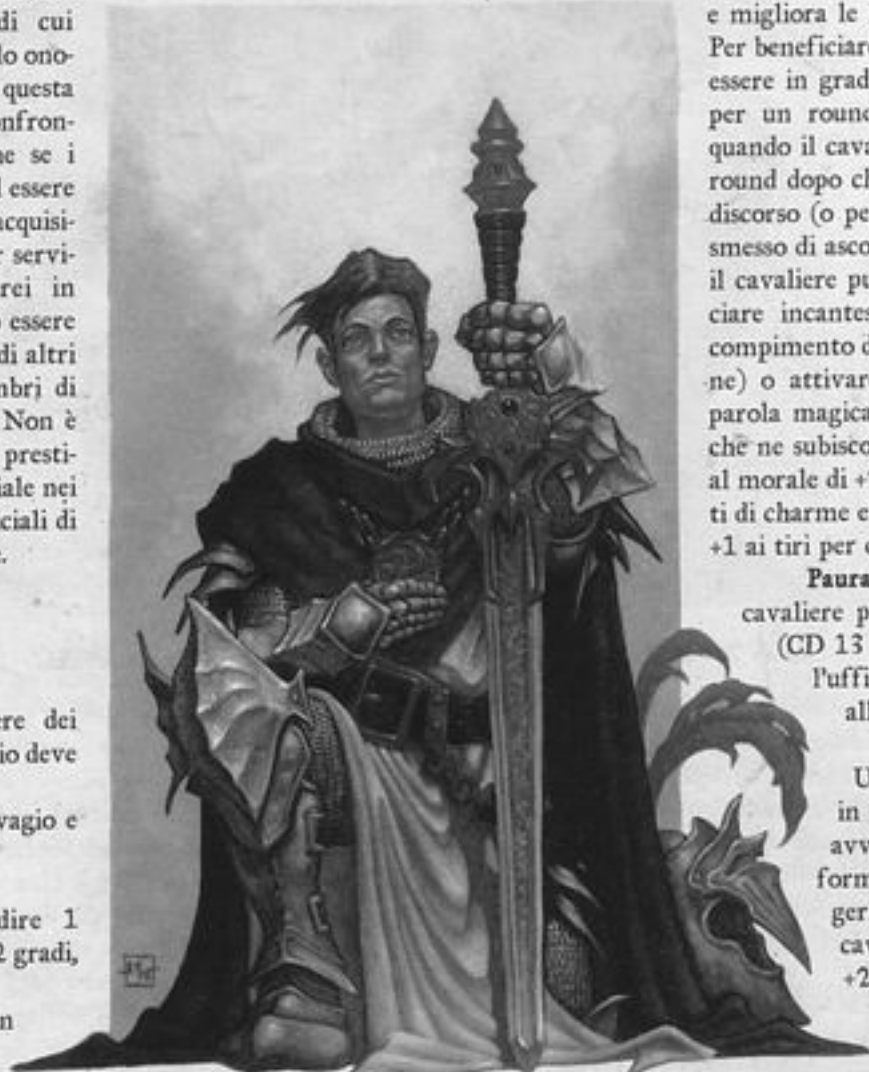 di cui
lo ono-
questa
nfron-
ne se i
l essere
acquisi-
r servi-
rei in
o essere
di altri
nbri di
Non è
presti-
iale nei
ciali di
e.
ere dei
io deve
vagio e
dire 1
2 gradi,
n
e migliora le
Per beneficiare
essere in grad
per un round
quando il cava
round dopo ch
discorso (o pe
smesso di asco
il cavaliere pu
ciare incantes
compimento d
ne) o attivare
parola magica
che ne subisco
al morale di +
ti di charme e
+1 ai tiri per c
Paura
cavaliere p
(CD 13
l'uffi
all
U
in
avv
form
ger
cav
+2